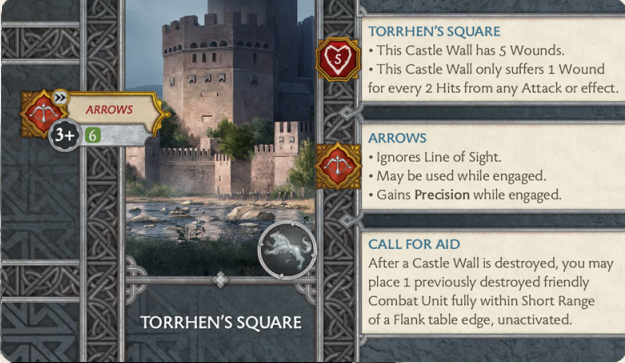 ARROWS
3+ 6
TORRHEN'S SQUARE
5
TORRHEN'S SQUARE
• This Castle Wall has 5 Wounds.
• This Castle Wall only suffers 1 Wound
for every 2 Hits from any Attack or effect.
ARROWS
• Ignores Line of Sight.
• May be used while engaged.
• Gains Precision while engaged.
CALL FOR AID
After a Castle Wall is destroyed, you may
place 1 previously destroyed friendly
Combat Unit fully within Short Range
of a Flank table edge, unactivated.